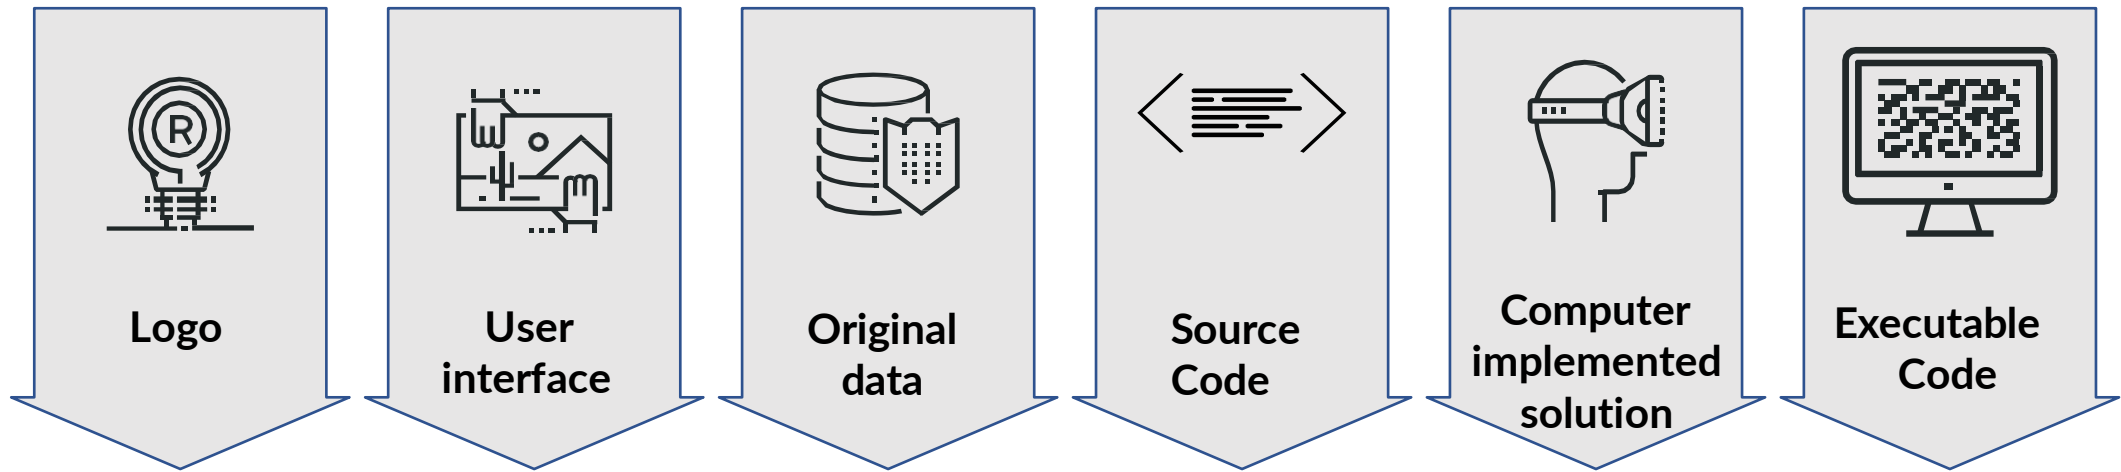 R
Logo
User
interface
Original
data
Source
Code
Computer
implemented
solution
Executable
Code